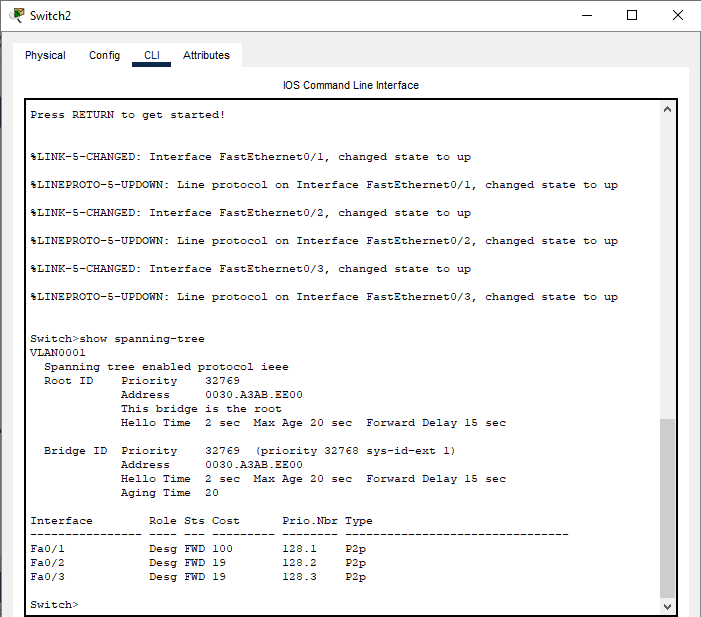 Switch2
Physical Config CLI Attributes
IOS Command Line Interface
Press RETURN to get started!
%LINK-5-CHANGED: Interface FastEthernet0/1, changed state to up
%LINEPROTO-5-UPDOWN: Line protocol on Interface FastEthernet0/1, changed state to up
%LINK-5-CHANGED: Interface FastEthernet0/2, changed state to up
%LINEPROTO-5-UPDOWN: Line protocol on Interface FastEthernet0/2, changed state to up
%LINK-5-CHANGED: Interface FastEthernet0/3, changed state to up
%LINEPROTO-5-UPDOWN: Line protocol on Interface FastEthernet0/3, changed state to up
Switch>show spanning-tree
VLAN0001
  Spanning tree enabled protocol ieee
  Root ID    Priority    32769
             Address     0030.A3AB.EE00
             This bridge is the root
             Hello Time  2 sec  Max Age 20 sec  Forward Delay 15 sec
  Bridge ID  Priority    32769  (priority 32768 sys-id-ext 1)
             Address     0030.A3AB.EE00
             Hello Time  2 sec  Max Age 20 sec  Forward Delay 15 sec
             Aging Time  20
Interface        Role Sts Cost      Prio.Nbr Type
---------------- ---- --- --------- -------- --------------------------------
Fa0/1            Desg FWD 100       128.1    P2p
Fa0/2            Desg FWD 19        128.2    P2p
Fa0/3            Desg FWD 19        128.3    P2p
Switch>